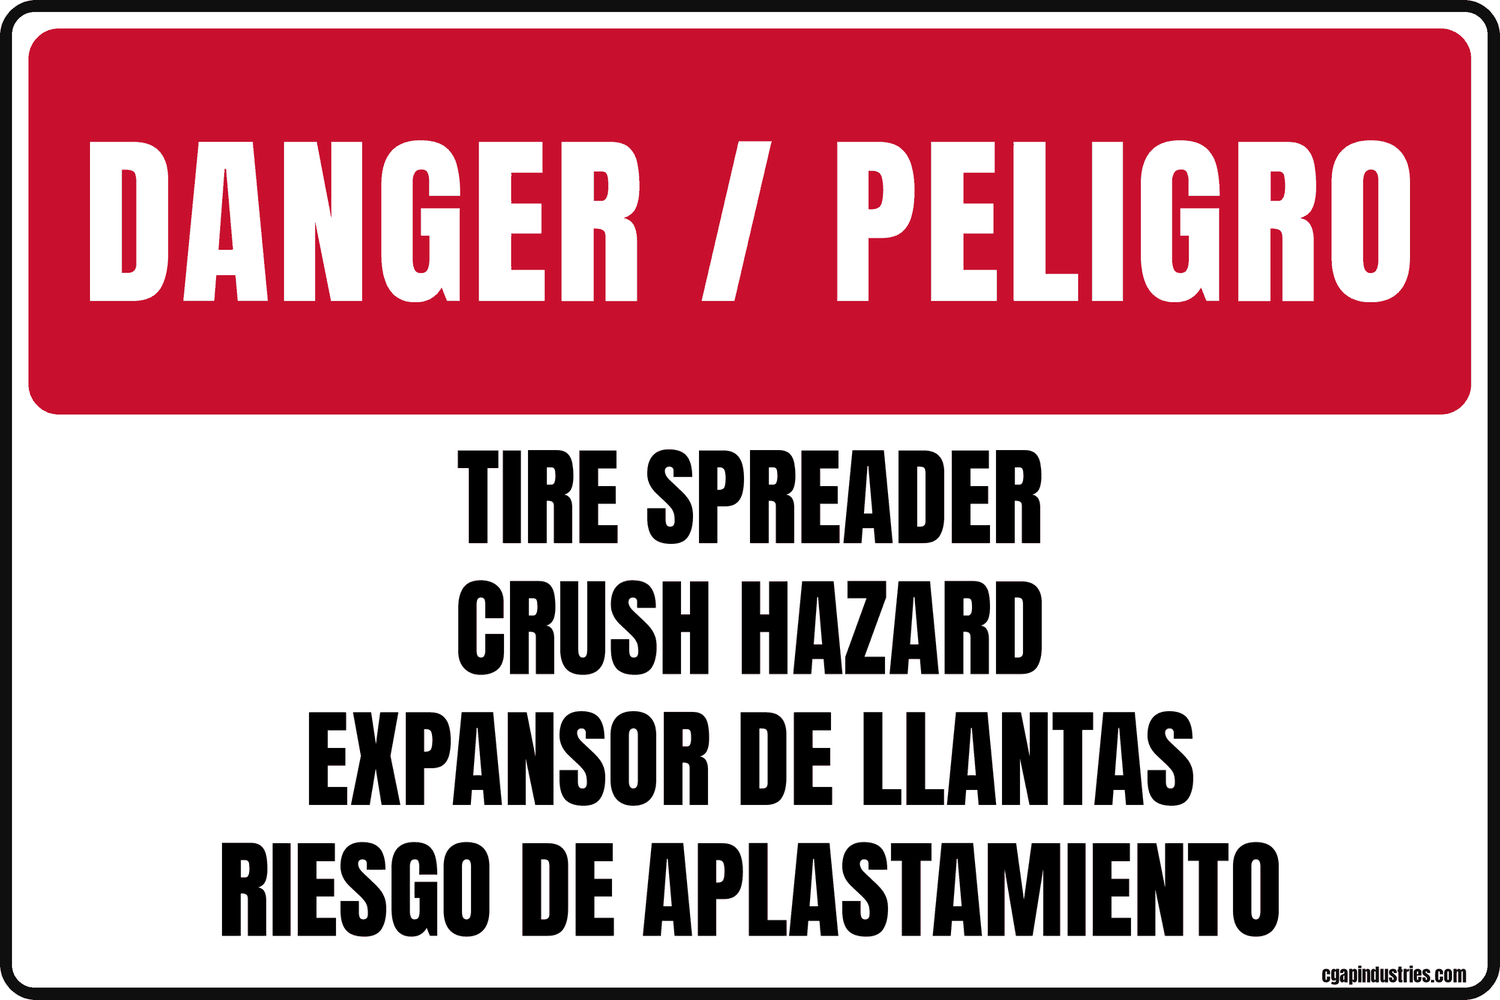 DANGER / PELIGRO
TIRE SPREADER
CRUSH HAZARD
EXPANSOR DE LLANTAS
RIESGO DE APLASTAMIENTO
cgapindustries.com